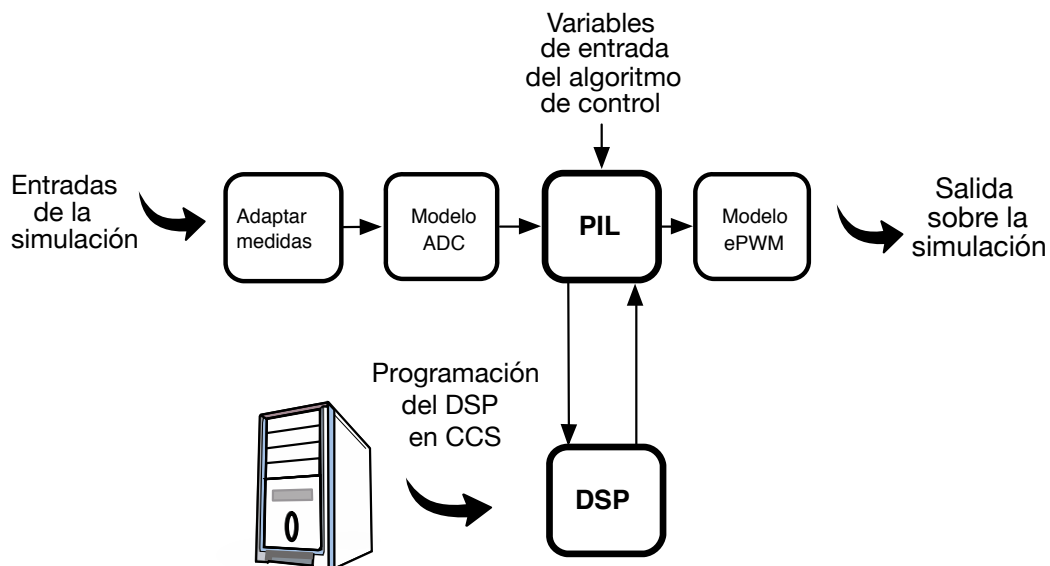 Variables
de entrada
del algoritmo
de control
Entradas
de la
simulación
Adaptar
medidas
Modelo
ADC
PIL
Modelo
ePWM
Salida
sobre la
simulación
Programación
del DSP
en CCS
DSP